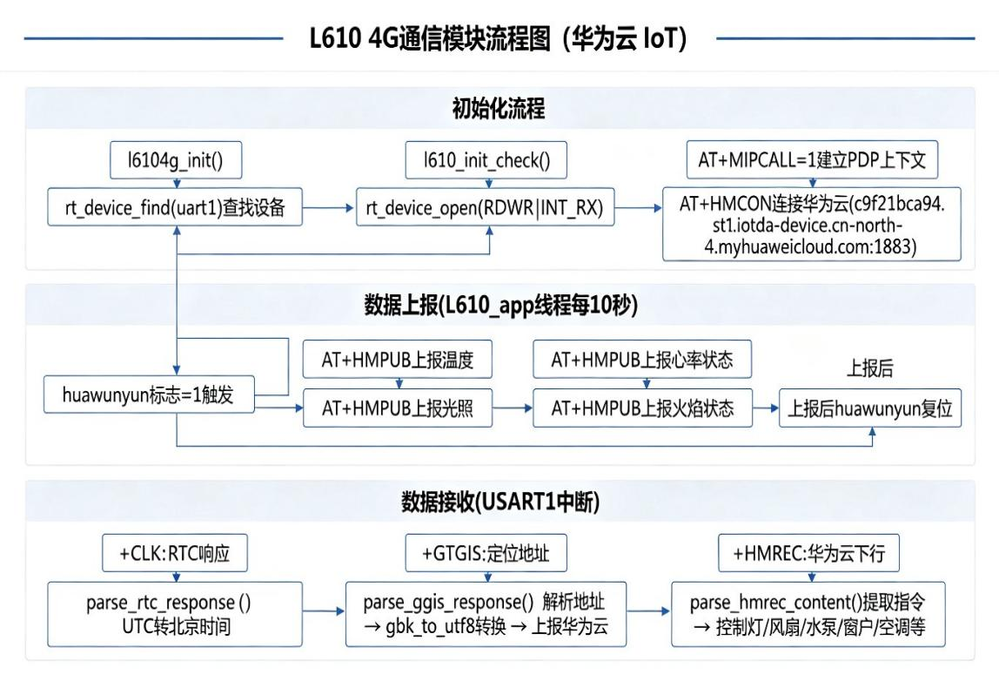 L610 4G通信模块流程图（华为云 IoT）
初始化流程
l6104g_init()
l610_init_check()
AT+MIPCALL=1建立PDP上下文
rt_device_find(uart1)查找设备
rt_device_open(RDWR|INT_RX)
AT+HMCON连接华为云(c9f21bca94.
st1.iotda-device.cn-north-
4.myhuaweicloud.com:1883)
数据上报(L610_app线程每10秒)
AT+HMPUB上报温度
AT+HMPUB上报心率状态
上报后
huawunyun标志=1触发
AT+HMPUB上报光照
AT+HMPUB上报火焰状态
上报后huawunyun复位
数据接收(USART1中断)
+CLK:RTC响应
+GTGIS:定位地址
+HMREC:华为云下行
parse_rtc_response ()
UTC转北京时间
parse_ggis_response() 解析地址
→ gbk_to_utf8转换 → 上报华为云
parse_hmrec_content()提取指令
→ 控制灯/风扇/水泵/窗户/空调等